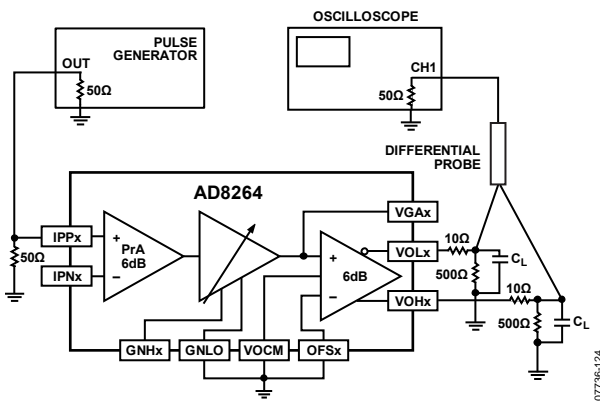 OSCILLOSCOPE
PULSE
GENERATOR
OUT
50Ω
CH1
50Ω
DIFFERENTIAL
PROBE
AD8264
VGAx
IPPx
+
PrA
6dB
–
IPNx
50Ω
+
6dB
–
VOLx
10Ω
500Ω
CL
VOHx
10Ω
500Ω
CL
GNHx
GNLO
VOCM
OFSx
07736-124